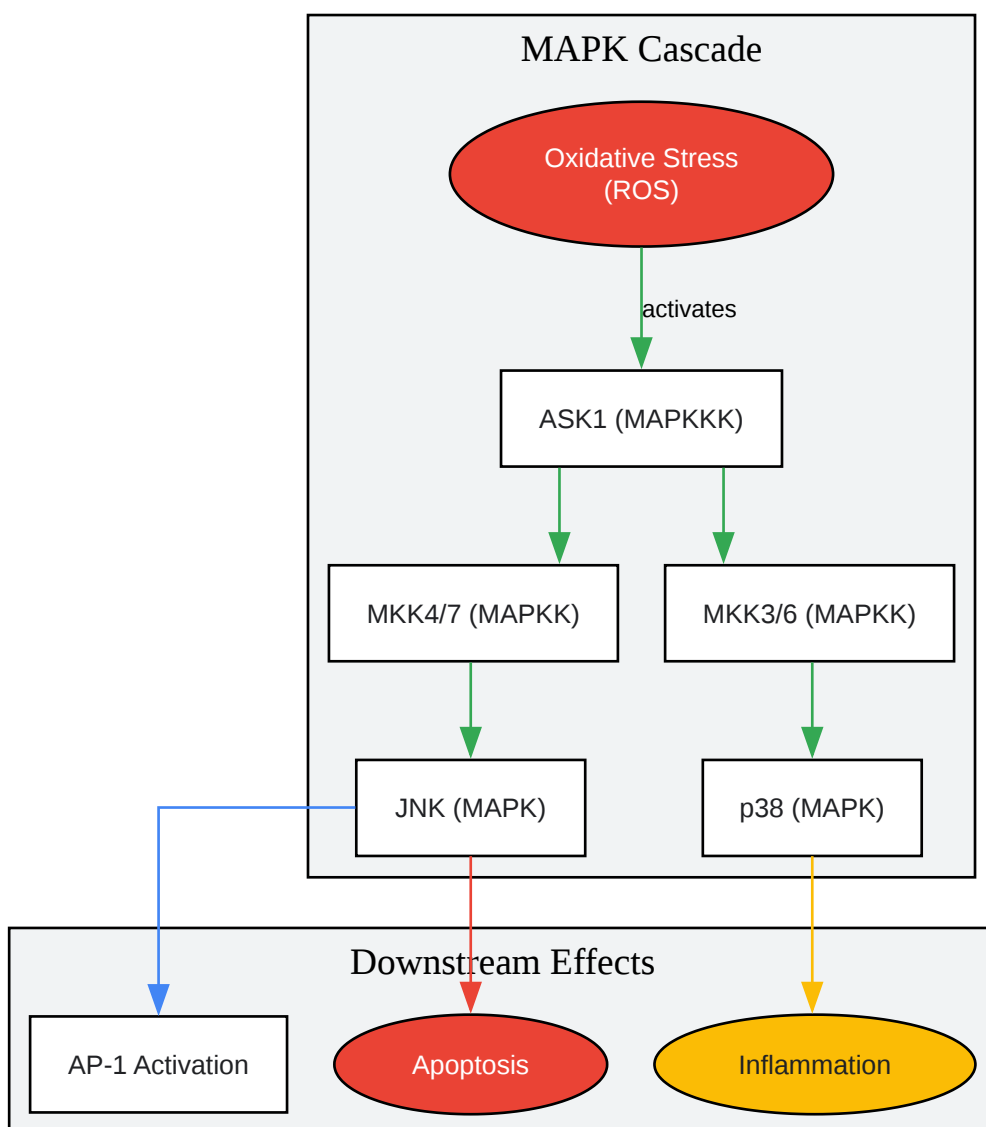 MAPK Cascade
Oxidative Stress
(ROS)
activates
ASK1 (MAPKKK)
MKK4/7 (MAPKK)
MKK3/6 (MAPKK)
JNK (MAPK)
p38 (MAPK)
Downstream Effects
AP-1 Activation
Apoptosis
Inflammation